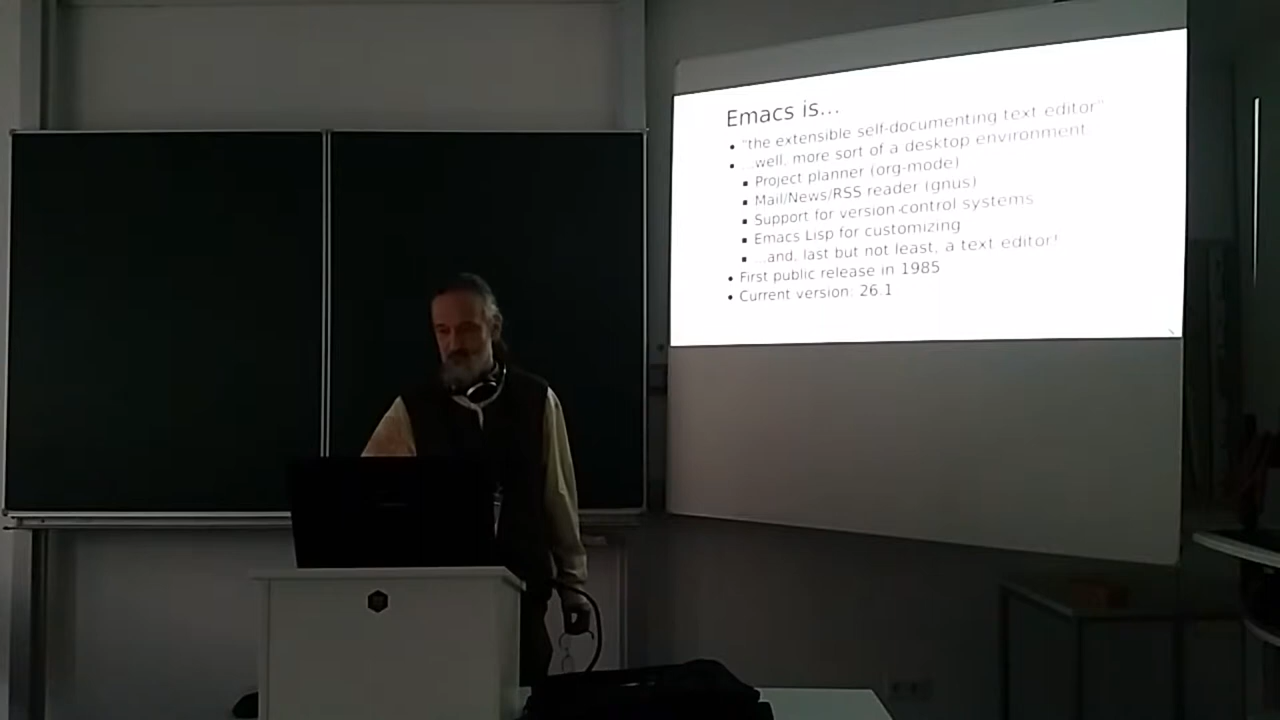 Emacs is...
• "the extensible self-documenting text editor"
• ...well, more sort of a desktop environment
▪ Project planner (org-mode)
▪ Mail/News/RSS reader (gnus)
▪ Support for version-control systems
▪ Emacs Lisp for customizing
▪ ...and, last but not least, a text editor!
• First public release in 1985
• Current version: 26.1